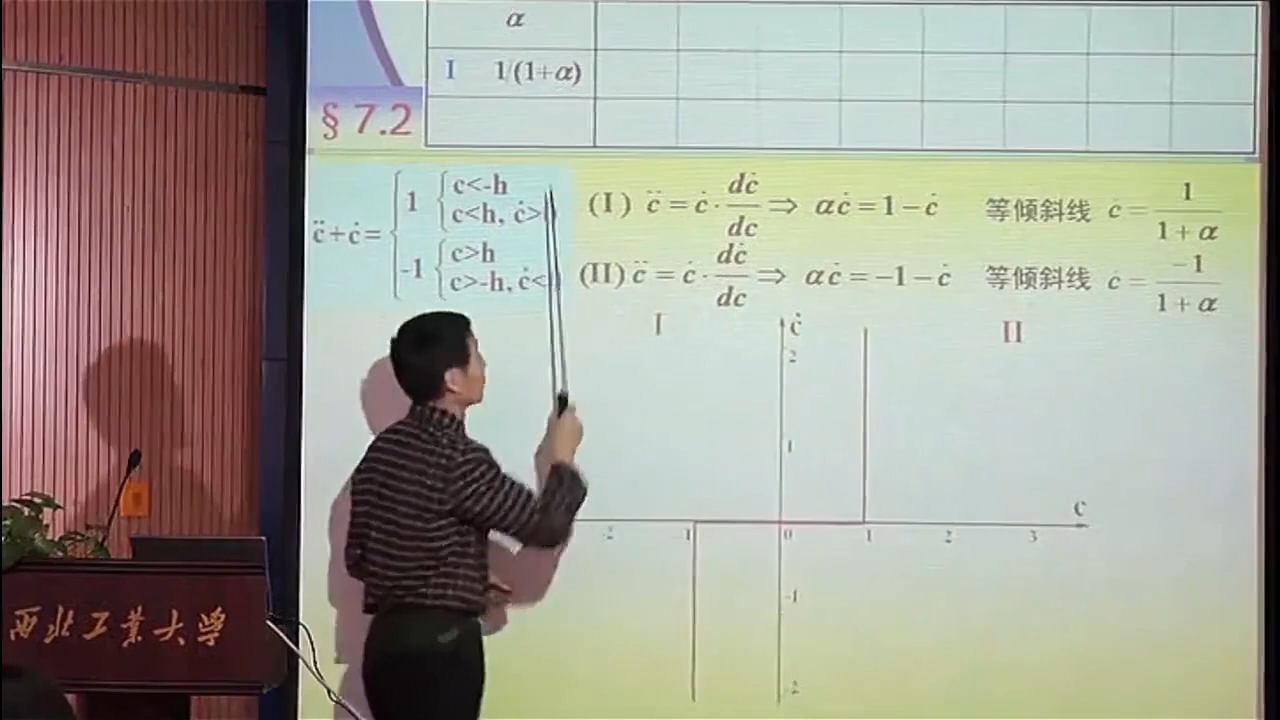 α
I 1/(1+α)
§ 7.2
c̈+ċ= { 1 { c<-h
c<h, ċ>
-1 { c>h
c>-h, ċ<
(I) c̈ = ċ · dċ/dc ⇒ αċ = 1 − ċ 等倾斜线 ċ = 1/(1+α)
(II) c̈ = ċ · dċ/dc ⇒ αċ = −1 − ċ 等倾斜线 ċ = −1/(1+α)
I ċ II
2
1
c
-2 -1 0 1 2 3
-1
-2
西北工业大学